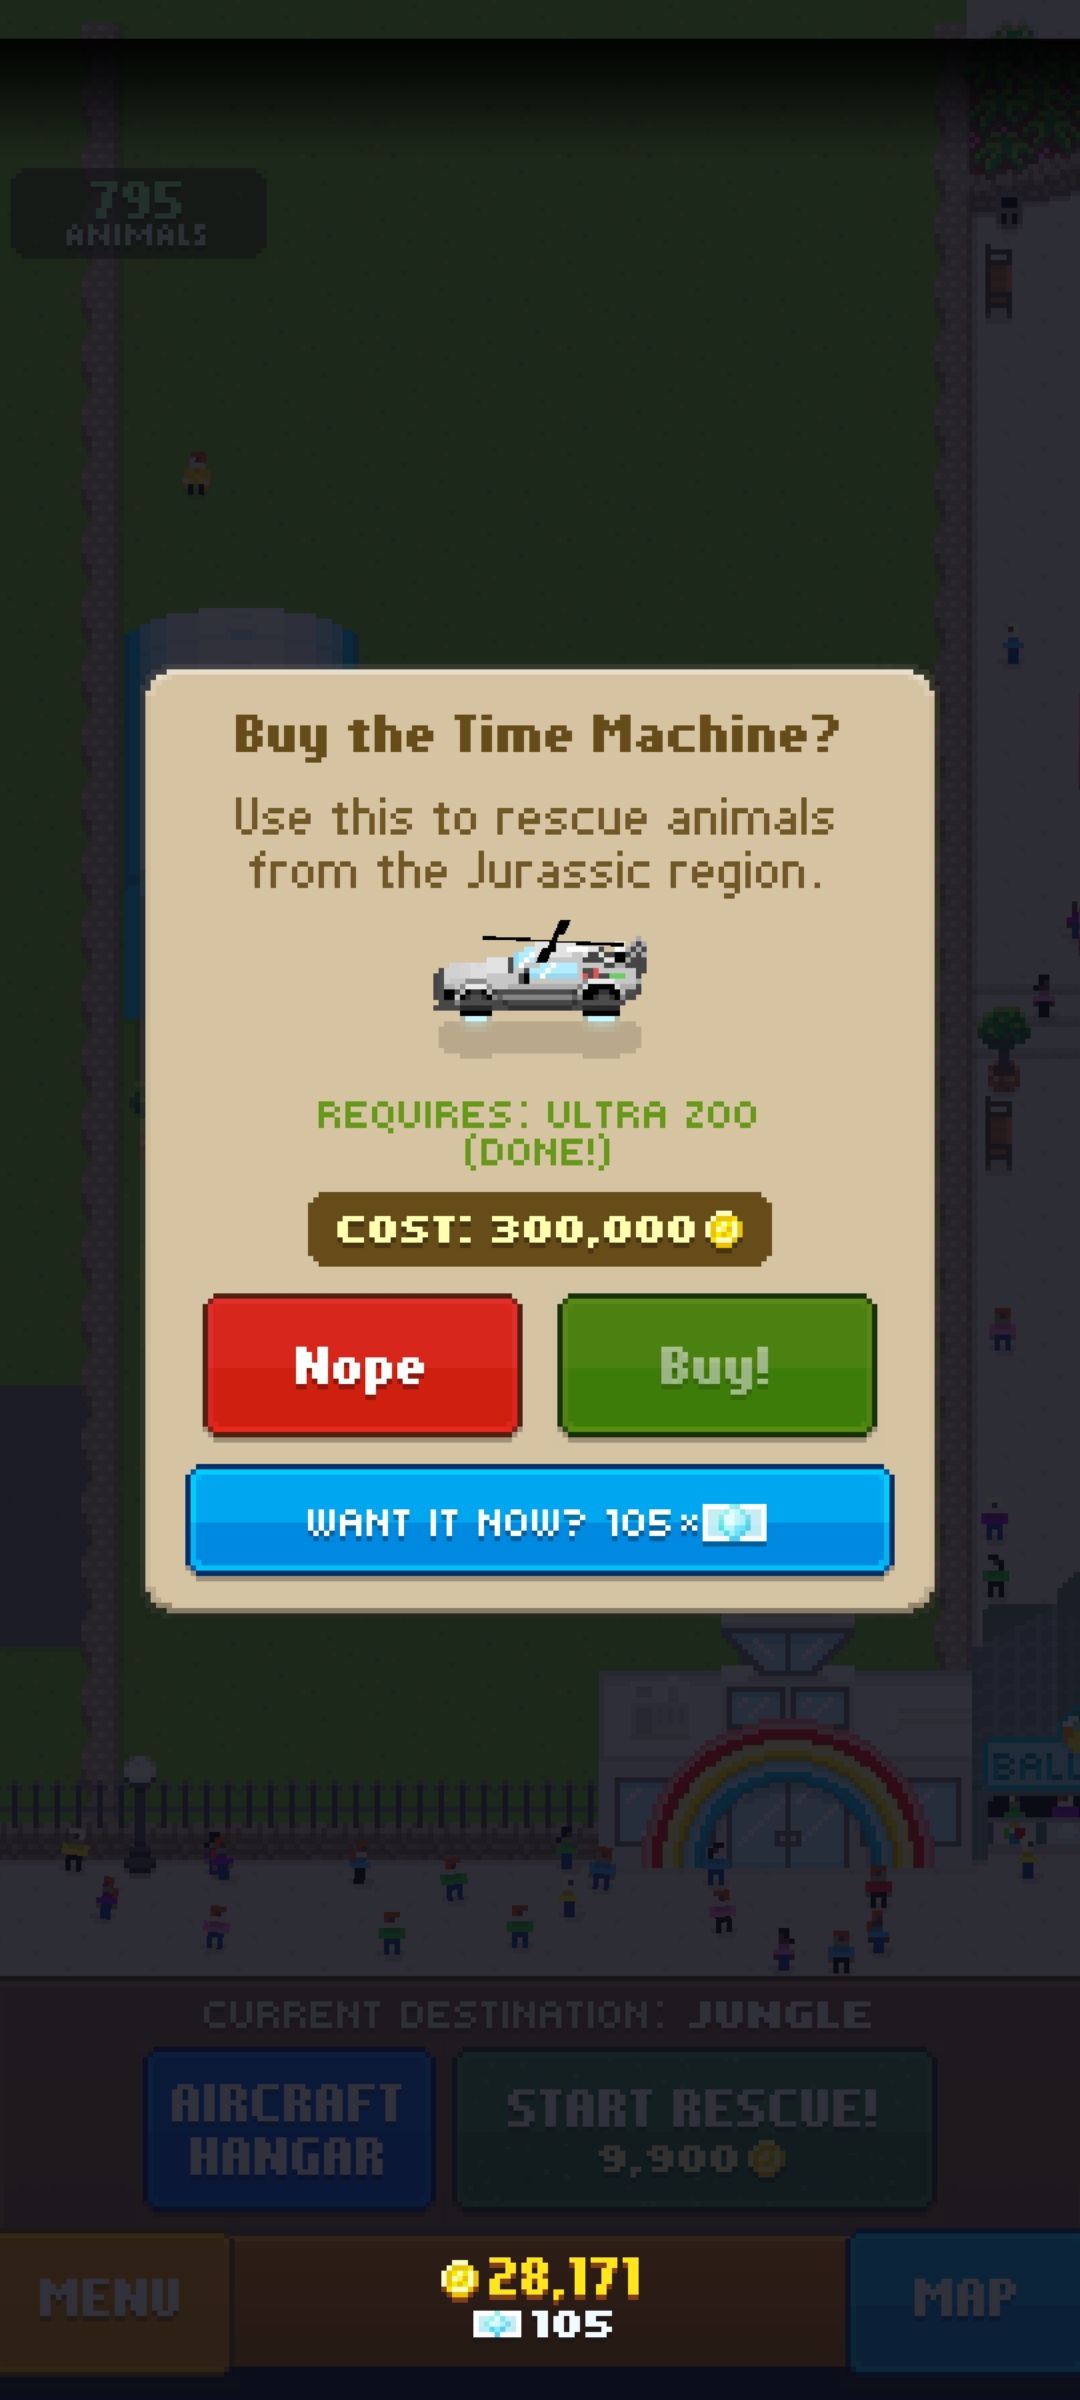 795
ANIMALS
Buy the Time Machine?
Use this to rescue animals
from the Jurassic region.
REQUIRES: ULTRA ZOO
(DONE!)
COST: 300,000
Nope
Buy!
WANT IT NOW? 105×
BALL
CURRENT DESTINATION: JUNGLE
AIRCRAFT
HANGAR
START RESCUE!
9,900
MENU
28,171
105
MAP